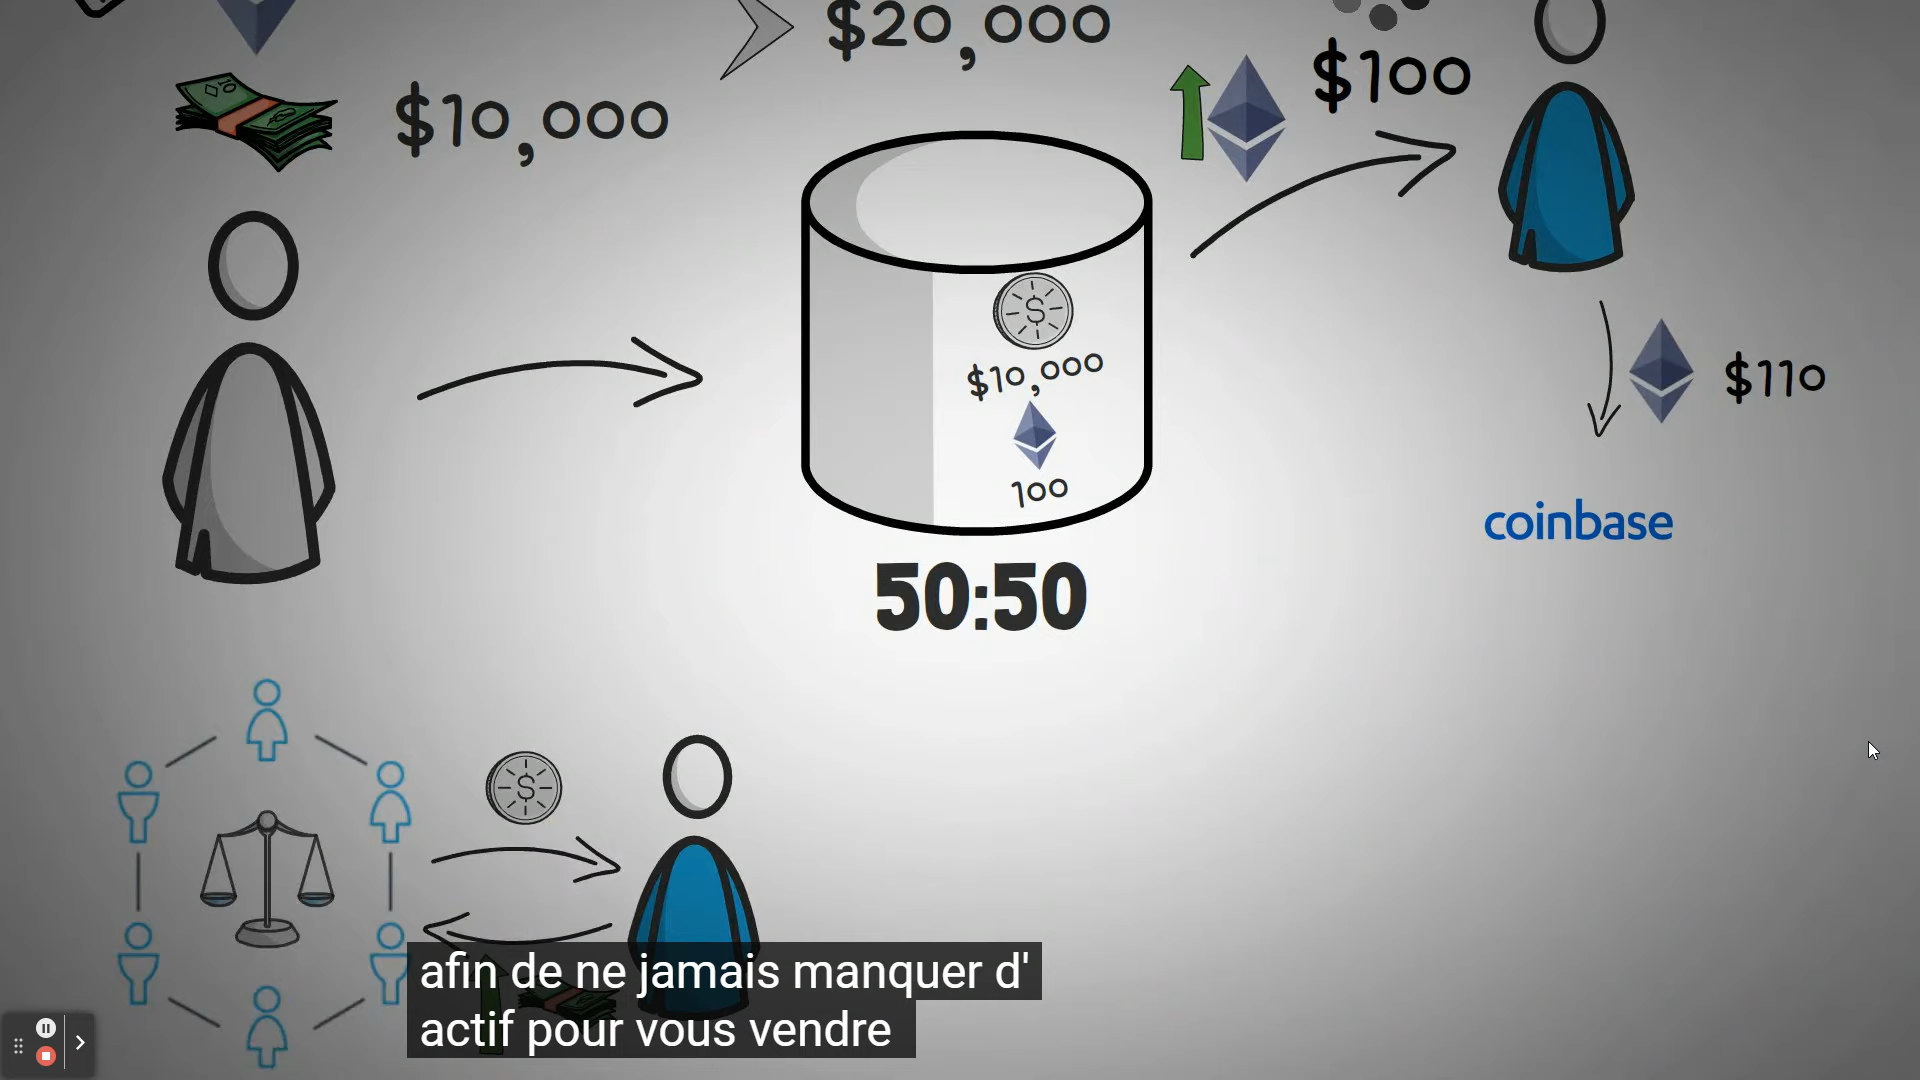 $20,000
$100
$10,000
$10,000
100
$110
coinbase
50:50
afin de ne jamais manquer d'
actif pour vous vendre